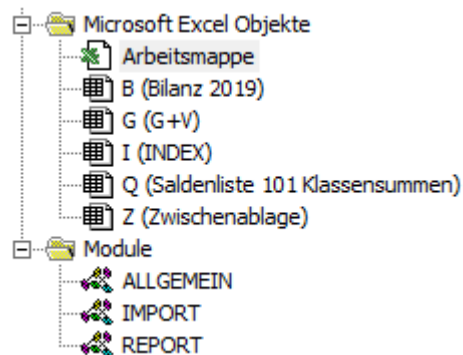 Microsoft Excel Objekte
Arbeitsmappe
B (Bilanz 2019)
G (G+V)
I (INDEX)
Q (Saldenliste 101 Klassensummen)
Z (Zwischenablage)
Module
ALLGEMEIN
IMPORT
REPORT